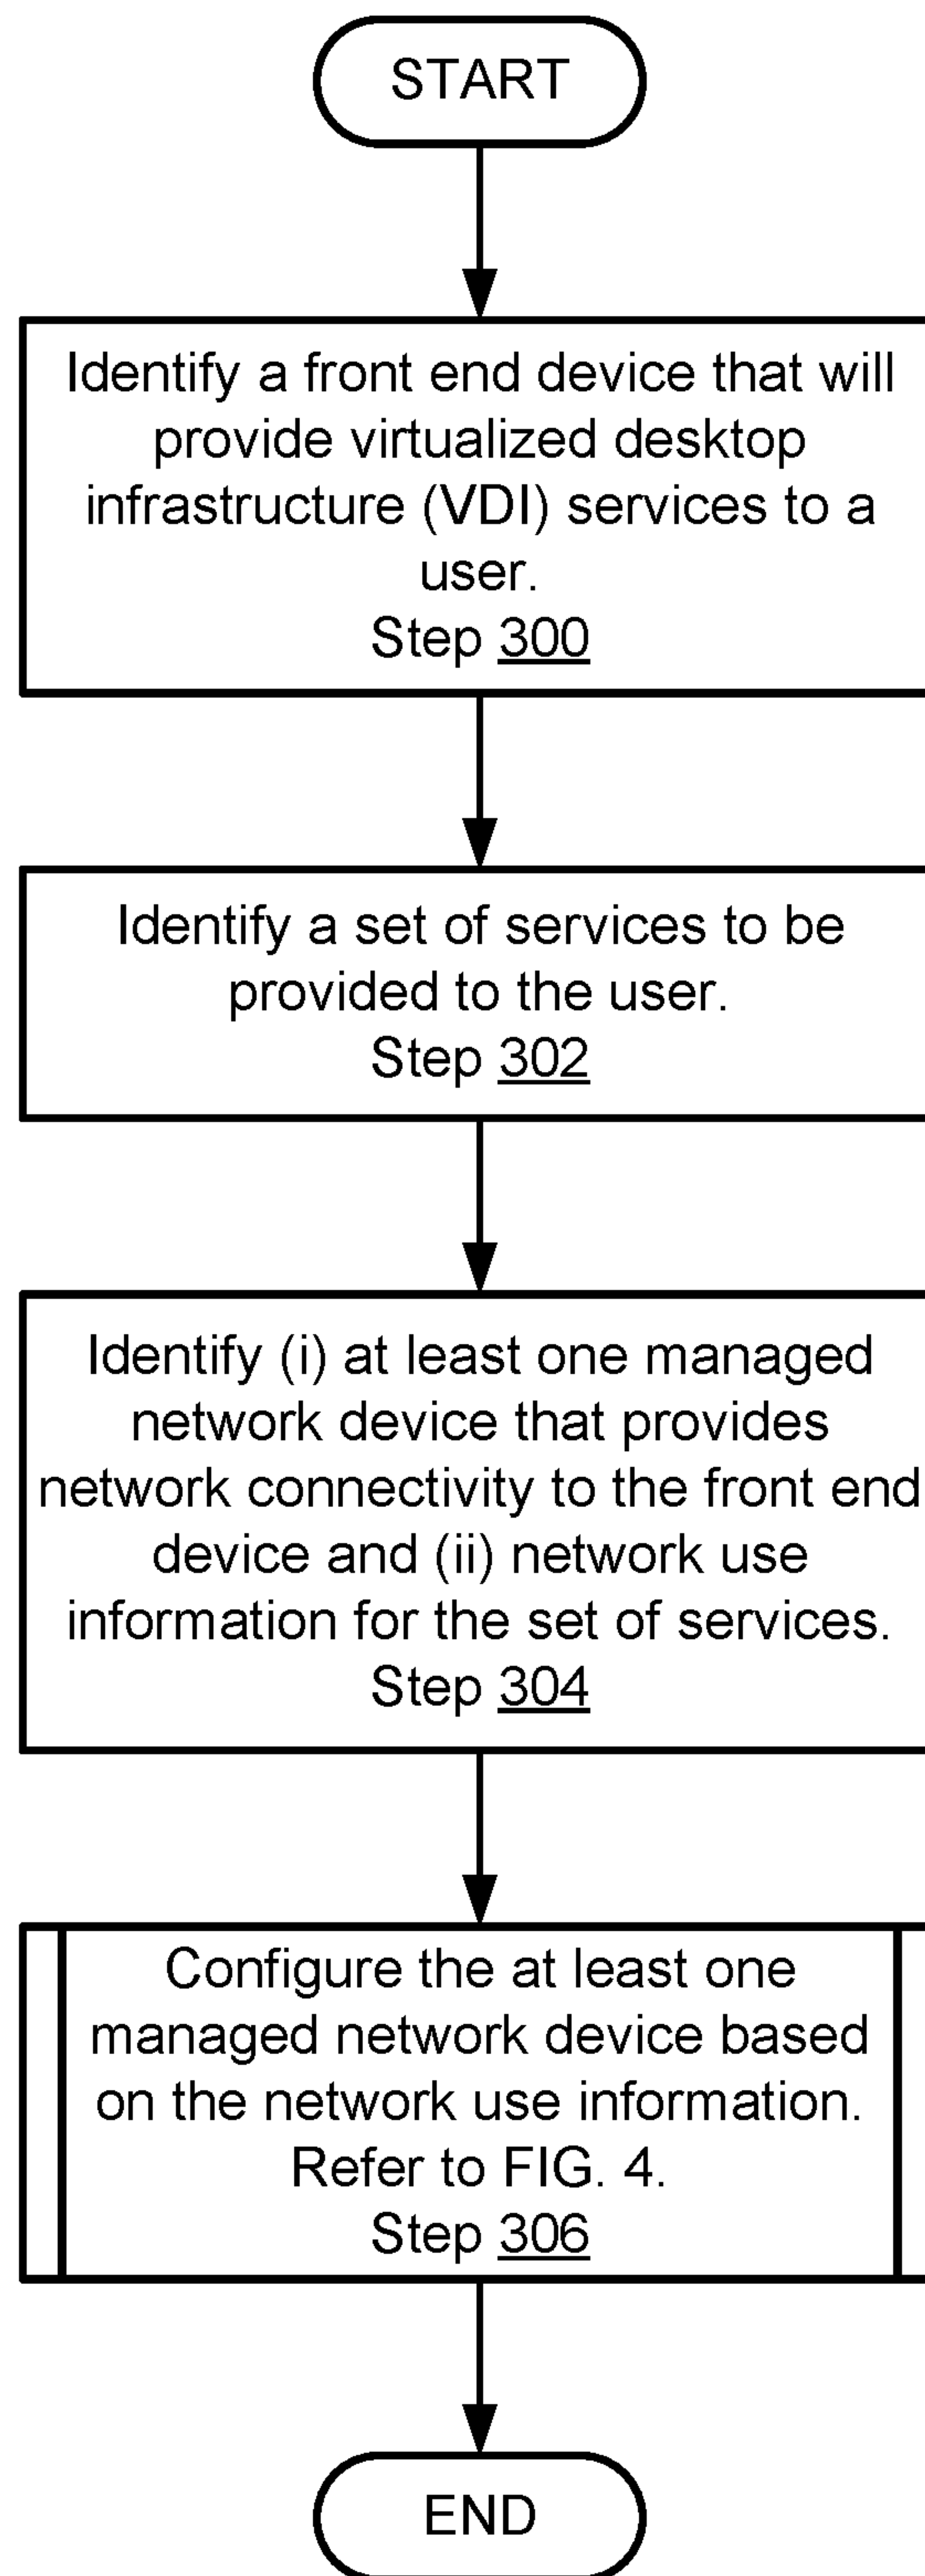 START
Identify a front end device that will
provide virtualized desktop
infrastructure (VDI) services to a
user.
Step 300
Identify a set of services to be
provided to the user.
Step 302
Identify (i) at least one managed
network device that provides
network connectivity to the front end
device and (ii) network use
information for the set of services.
Step 304
Configure the at least one
managed network device based
on the network use information.
Refer to FIG. 4.
Step 306
END